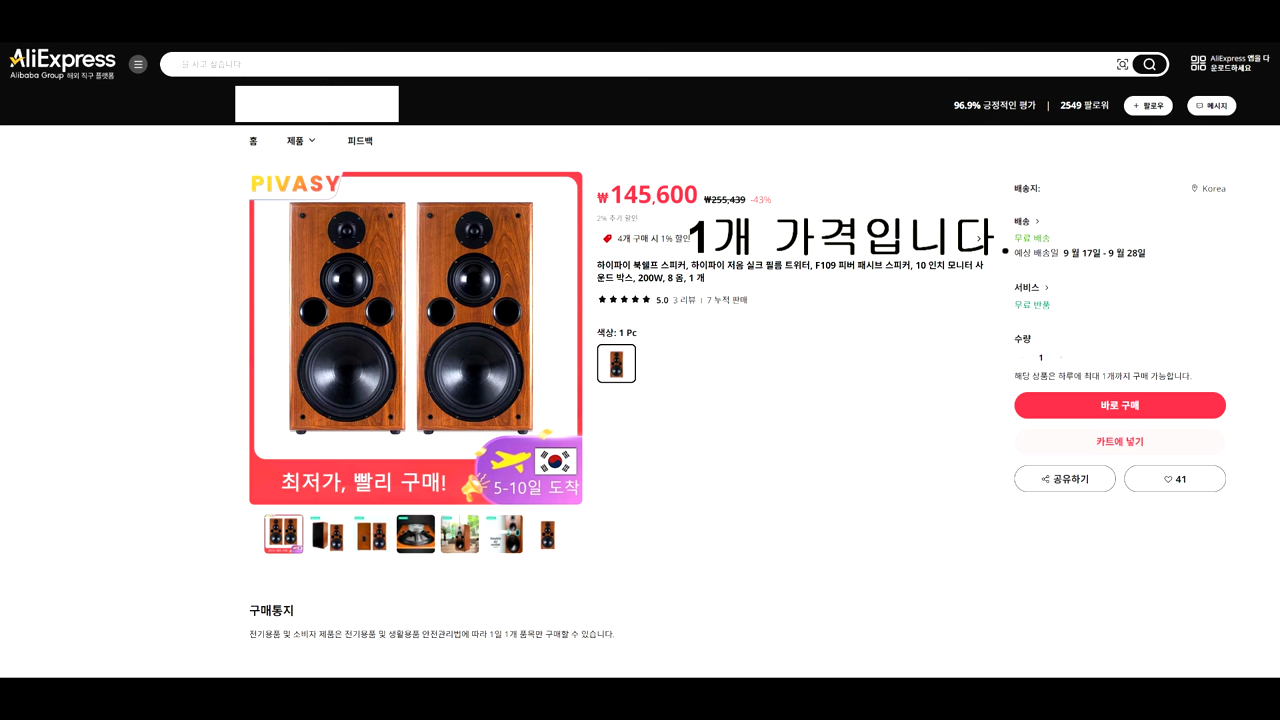 AliExpress
Alibaba Group 해외 직구 플랫폼
을 사고 싶습니다
AliExpress 앱을 다
운로드하세요
96.9% 긍정적인 평가 | 2549 팔로워
+ 팔로우
메시지
홈 제품 피드백
PIVASY
최저가, 빨리 구매!
5-10일 도착
₩145,600 ₩255,439 -43%
2% 추가 할인
4개 구매 시 1% 할인
1개 가격입니다.
하이파이 북쉘프 스피커, 하이파이 저음 실크 필름 트위터, F109 피버 패시브 스피커, 10 인치 모니터 사
운드 박스, 200W, 8 옴, 1 개
5.0 3 리뷰 | 7 누적 판매
색상: 1 Pc
배송지: Korea
배송 >
무료 배송
예상 배송일 9 월 17일 - 9 월 28일
서비스 >
무료 반품
수량
1
해당 상품은 하루에 최대 1개까지 구매 가능합니다.
바로 구매
카트에 넣기
공유하기
41
구매통지
전기용품 및 소비자 제품은 전기용품 및 생활용품 안전관리법에 따라 1일 1개 품목만 구매할 수 있습니다.